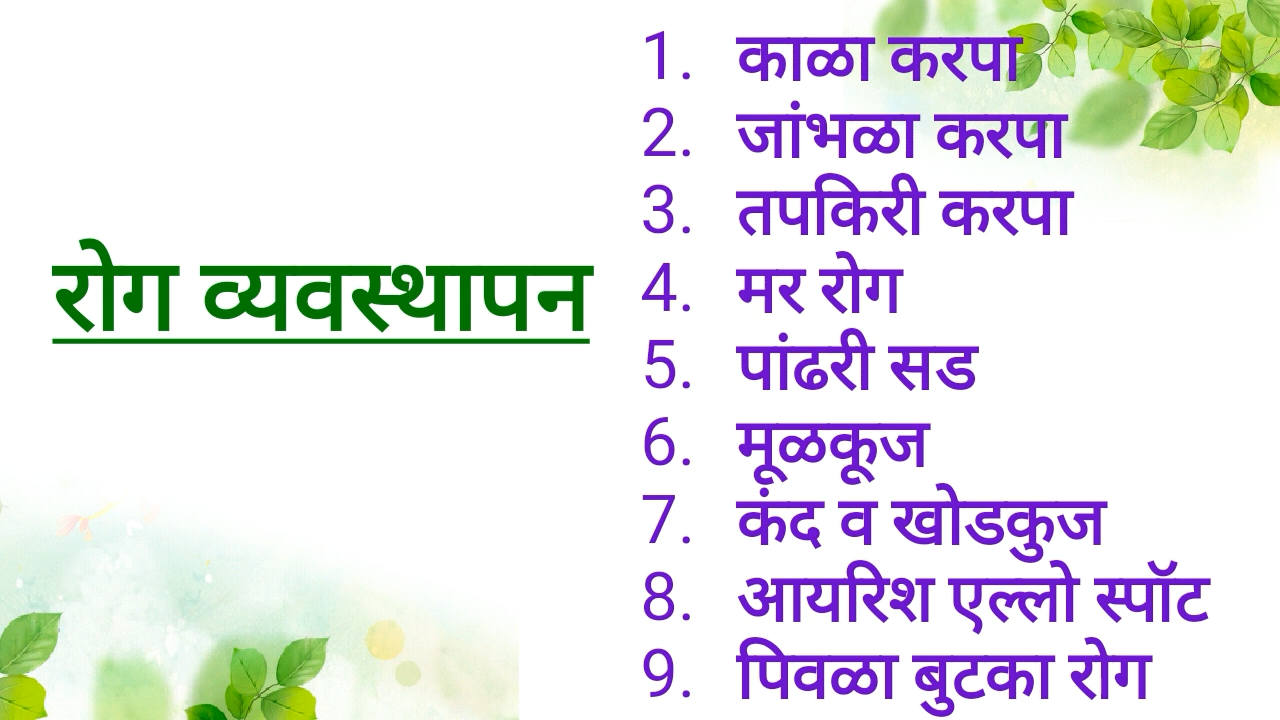 रोग व्यवस्थापन
1. काळा करपा
2. जांभळा करपा
3. तपकिरी करपा
4. मर रोग
5. पांढरी सड
6. मूळकूज
7. कंद व खोडकुज
8. आयरिश एल्लो स्पॉट
9. पिवळा बुटका रोग